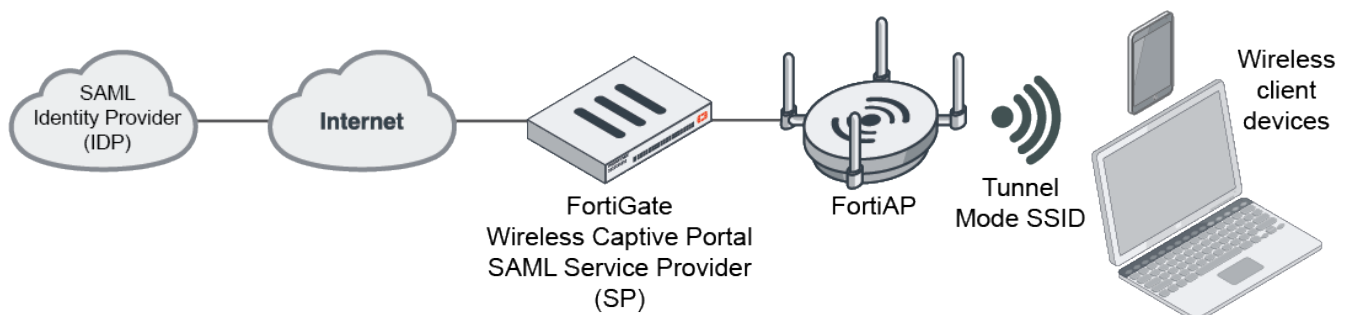 SAML
Identity Provider
(IDP)
Internet
FortiGate
Wireless Captive Portal
SAML Service Provider
(SP)
FortiAP
Tunnel
Mode SSID
Wireless
client
devices